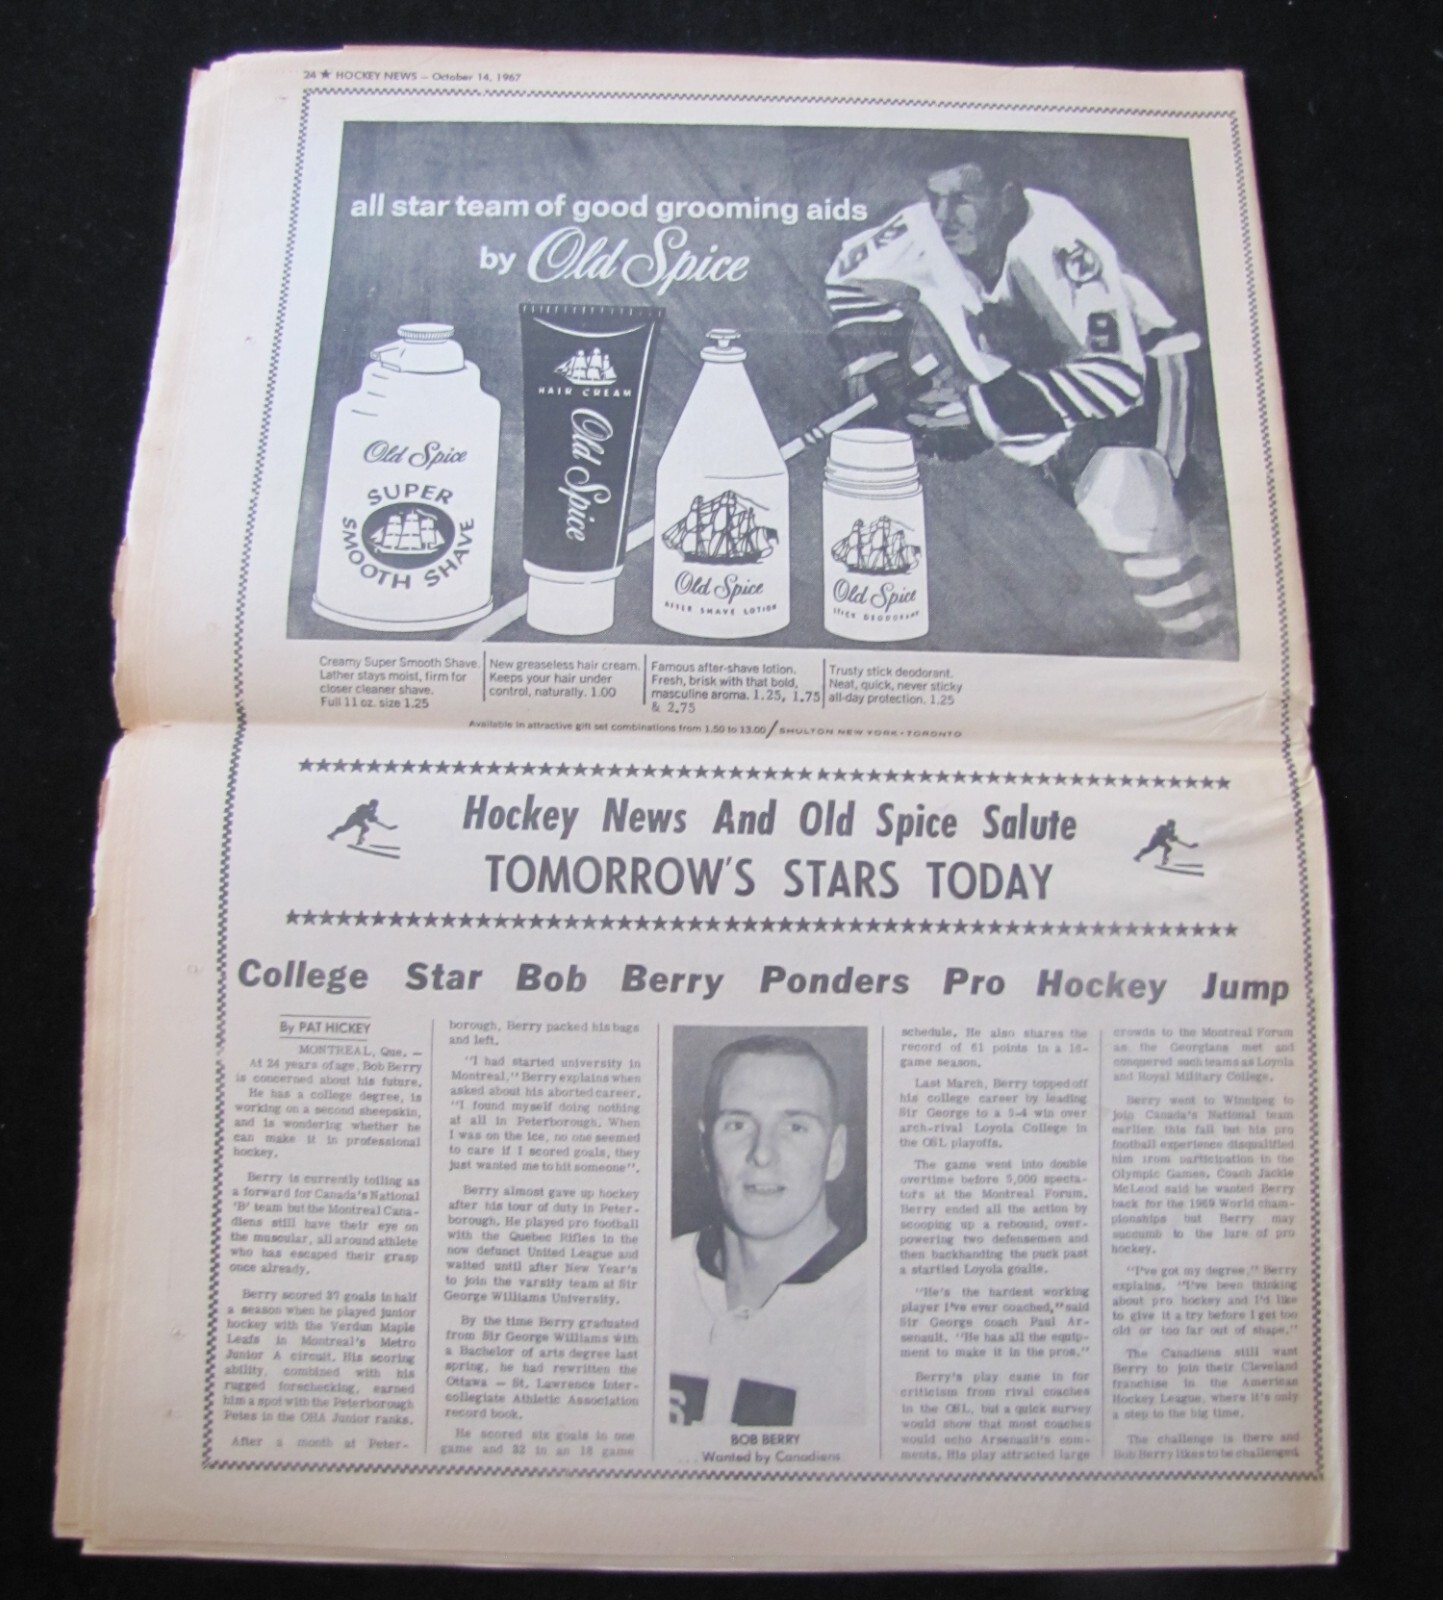 24 ★ HOCKEY NEWS — October 14, 1967
all star team of good grooming aids
by Old Spice
Old Spice
SUPER
SMOOTH SHAVE
HAIR CREAM
Old Spice
Old Spice
AFTER SHAVE LOTION
Old Spice
STICK DEODORANT
9
Creamy Super Smooth Shave.
Lather stays moist, firm for
closer cleaner shave.
Full 11 oz. size 1.25
New greaseless hair cream.
Keeps your hair under
control, naturally. 1.00
Famous after-shave lotion.
Fresh, brisk with that bold,
masculine aroma. 1.25, 1.75
& 2.75
Trusty stick deodorant.
Neat, quick, never sticky
all-day protection. 1.25
Available in attractive gift set combinations from 1.50 to 13.00/ SHULTON NEW YORK • TORONTO
Hockey News And Old Spice Salute
TOMORROW'S STARS TODAY
College Star Bob Berry Ponders Pro Hockey Jump
By PAT HICKEY
MONTREAL, Que. —
At 24 years of age, Bob Berry
is concerned about his future.
He has a college degree, is
working on a second sheepskin,
and is wondering whether he
can make it in professional
hockey.
Berry is currently toiling as
a forward for Canada's National
'B' team but the Montreal Cana-
diens still have their eye on
the muscular, all around athlete
who has escaped their grasp
once already.
Berry scored 37 goals in half
a season when he played junior
hockey with the Verdun Maple
Leafs in Montreal's Metro
Junior A circuit. His scoring
ability, combined with his
rugged forechecking, earned
him a spot with the Peterborough
Petes in the OHA Junior ranks.
After a month at Peter-
borough, Berry packed his bags
and left.
"I had started university in
Montreal," Berry explains when
asked about his aborted career.
"I found myself doing nothing
at all in Peterborough. When
I was on the ice, no one seemed
to care if I scored goals, they
just wanted me to hit someone".
Berry almost gave up hockey
after his tour of duty in Peter-
borough. He played pro football
with the Quebec Rifles in the
now defunct United League and
waited until after New Year's
to join the varsity team at Sir
George Williams University.
By the time Berry graduated
from Sir George Williams with
a Bachelor of arts degree last
spring, he had rewritten the
Ottawa — St. Lawrence Inter-
collegiate Athletic Association
record book.
He scored six goals in one
game and 32 in an 18 game
BOB BERRY
. . . Wanted by Canadiens
schedule. He also shares the
record of 61 points in a 16-
game season.
Last March, Berry topped off
his college career by leading
Sir George to a 5-4 win over
arch-rival Loyola College in
the OSL playoffs.
The game went into double
overtime before 5,000 specta-
tors at the Montreal Forum.
Berry ended all the action by
scooping up a rebound, over-
powering two defensemen and
then backhanding the puck past
a startled Loyola goalie.
"He's the hardest working
player I've ever coached," said
Sir George coach Paul Ar-
senault. "He has all the equip-
ment to make it in the pros."
Berry's play came in for
criticism from rival coaches
in the OSL, but a quick survey
would show that most coaches
would echo Arsenault's com-
ments. His play attracted large
crowds to the Montreal Forum
as the Georgians met and
conquered such teams as Loyola
and Royal Military College.
Berry went to Winnipeg to
join Canada's National team
earlier this fall but his pro
football experience disqualified
him from participation in the
Olympic Games. Coach Jackie
McLeod said he wanted Berry
back for the 1969 World cham-
pionships but Berry may
succumb to the lure of pro
hockey.
"I've got my degree," Berry
explains. "I've been thinking
about pro hockey and I'd like
to give it a try before I get too
old or too far out of shape."
The Canadiens still want
Berry to join their Cleveland
franchise in the American
Hockey League, where it's only
a step to the big time.
The challenge is there and
Bob Berry likes to be challenged.